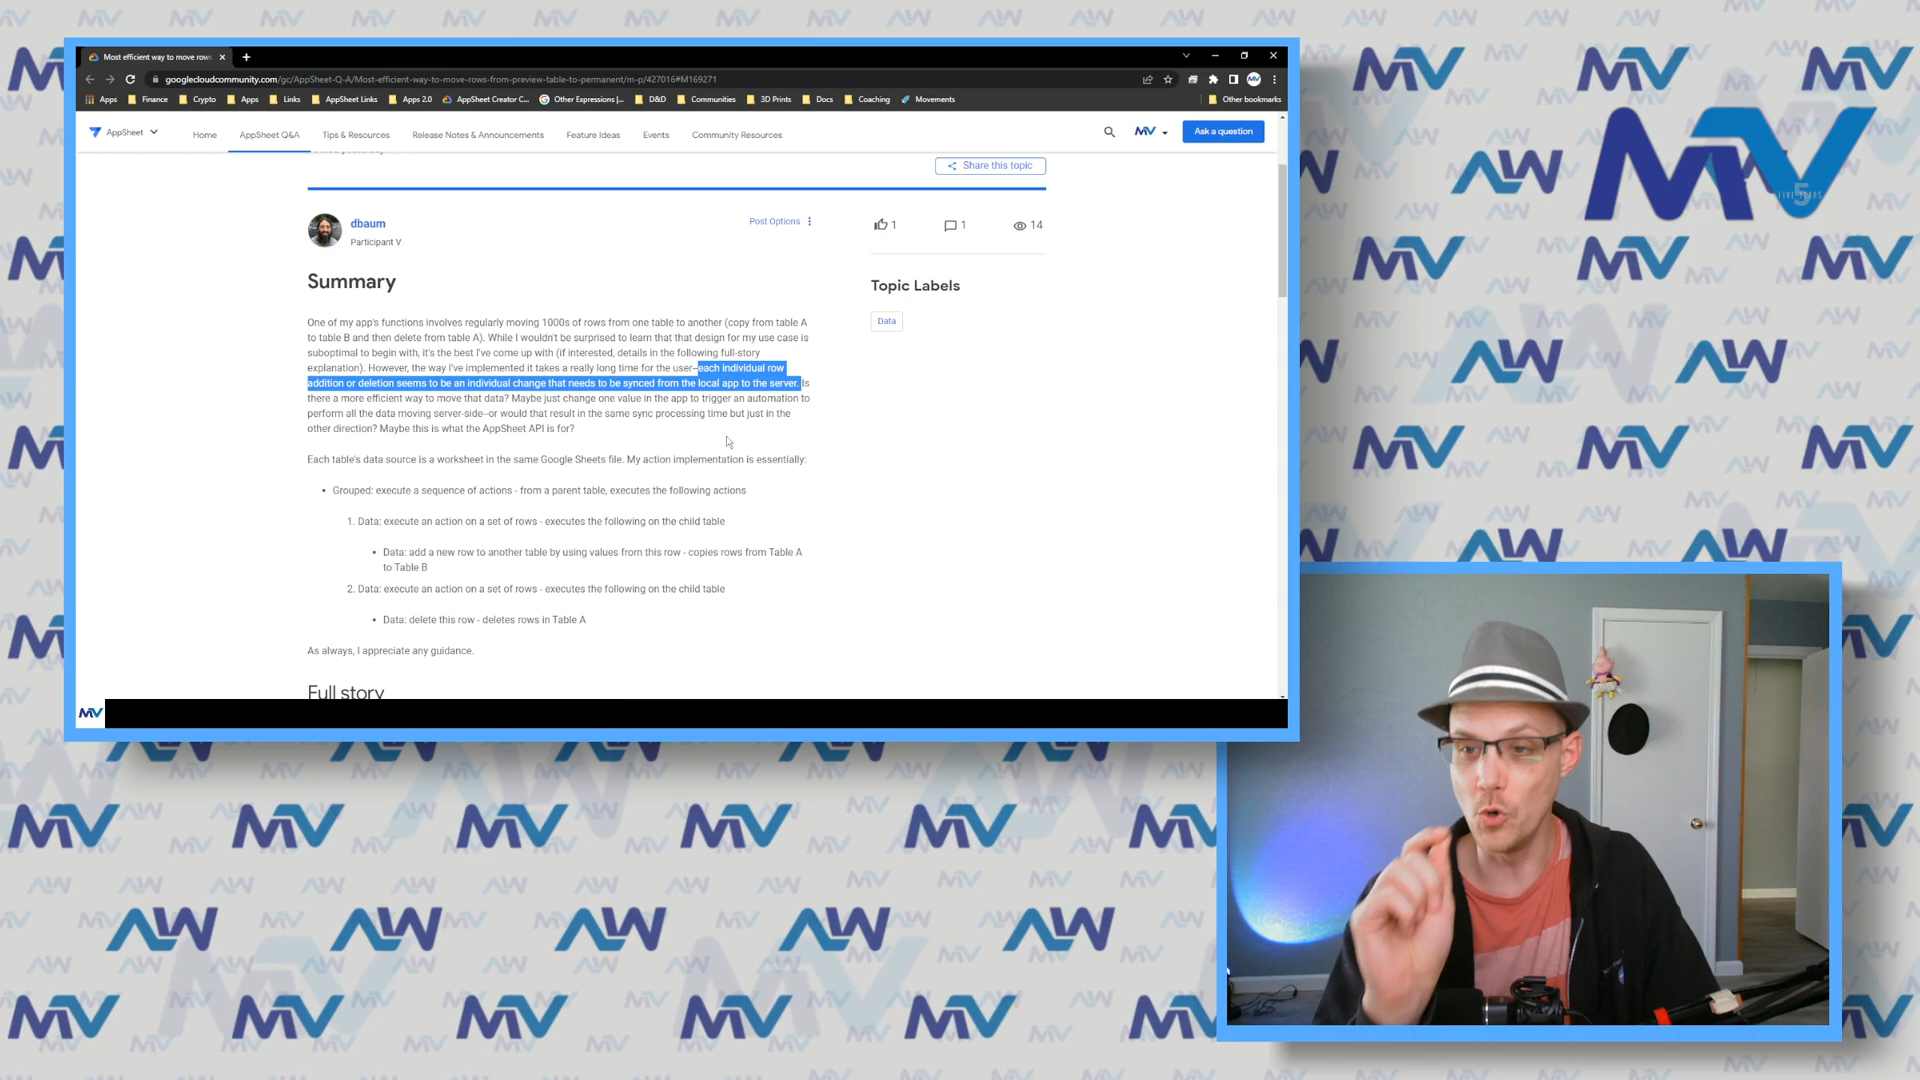 Most efficient way to move rows
googlecloudcommunity.com/gc/AppSheet-Q-A/Most-efficient-way-to-move-rows-from-preview-table-to-permanent/m-p/427016#M169271
Apps Finance Crypto Apps Links AppSheet Links Apps 2.0 AppSheet Creator C... Other Expressions |... D&D Communities 3D Prints Docs Coaching Movements Other bookmarks
AppSheet Home AppSheet Q&A Tips & Resources Release Notes & Announcements Feature Ideas Events Community Resources MV Ask a question
Share this topic
dbaum Post Options 1 1 14
Participant V
Summary
Topic Labels
Data
One of my app's functions involves regularly moving 1000s of rows from one table to another (copy from table A
to table B and then delete from table A). While I wouldn't be surprised to learn that that design for my use case is
suboptimal to begin with, it's the best I've come up with (if interested, details in the following full-story
explanation). However, the way I've implemented it takes a really long time for the user--each individual row
addition or deletion seems to be an individual change that needs to be synced from the local app to the server. Is
there a more efficient way to move that data? Maybe just change one value in the app to trigger an automation to
perform all the data moving server-side--or would that result in the same sync processing time but just in the
other direction? Maybe this is what the AppSheet API is for?
Each table's data source is a worksheet in the same Google Sheets file. My action implementation is essentially:
• Grouped: execute a sequence of actions - from a parent table, executes the following actions
1. Data: execute an action on a set of rows - executes the following on the child table
• Data: add a new row to another table by using values from this row - copies rows from Table A
to Table B
2. Data: execute an action on a set of rows - executes the following on the child table
• Data: delete this row - deletes rows in Table A
As always, I appreciate any guidance.
Full story
MV
MV
5